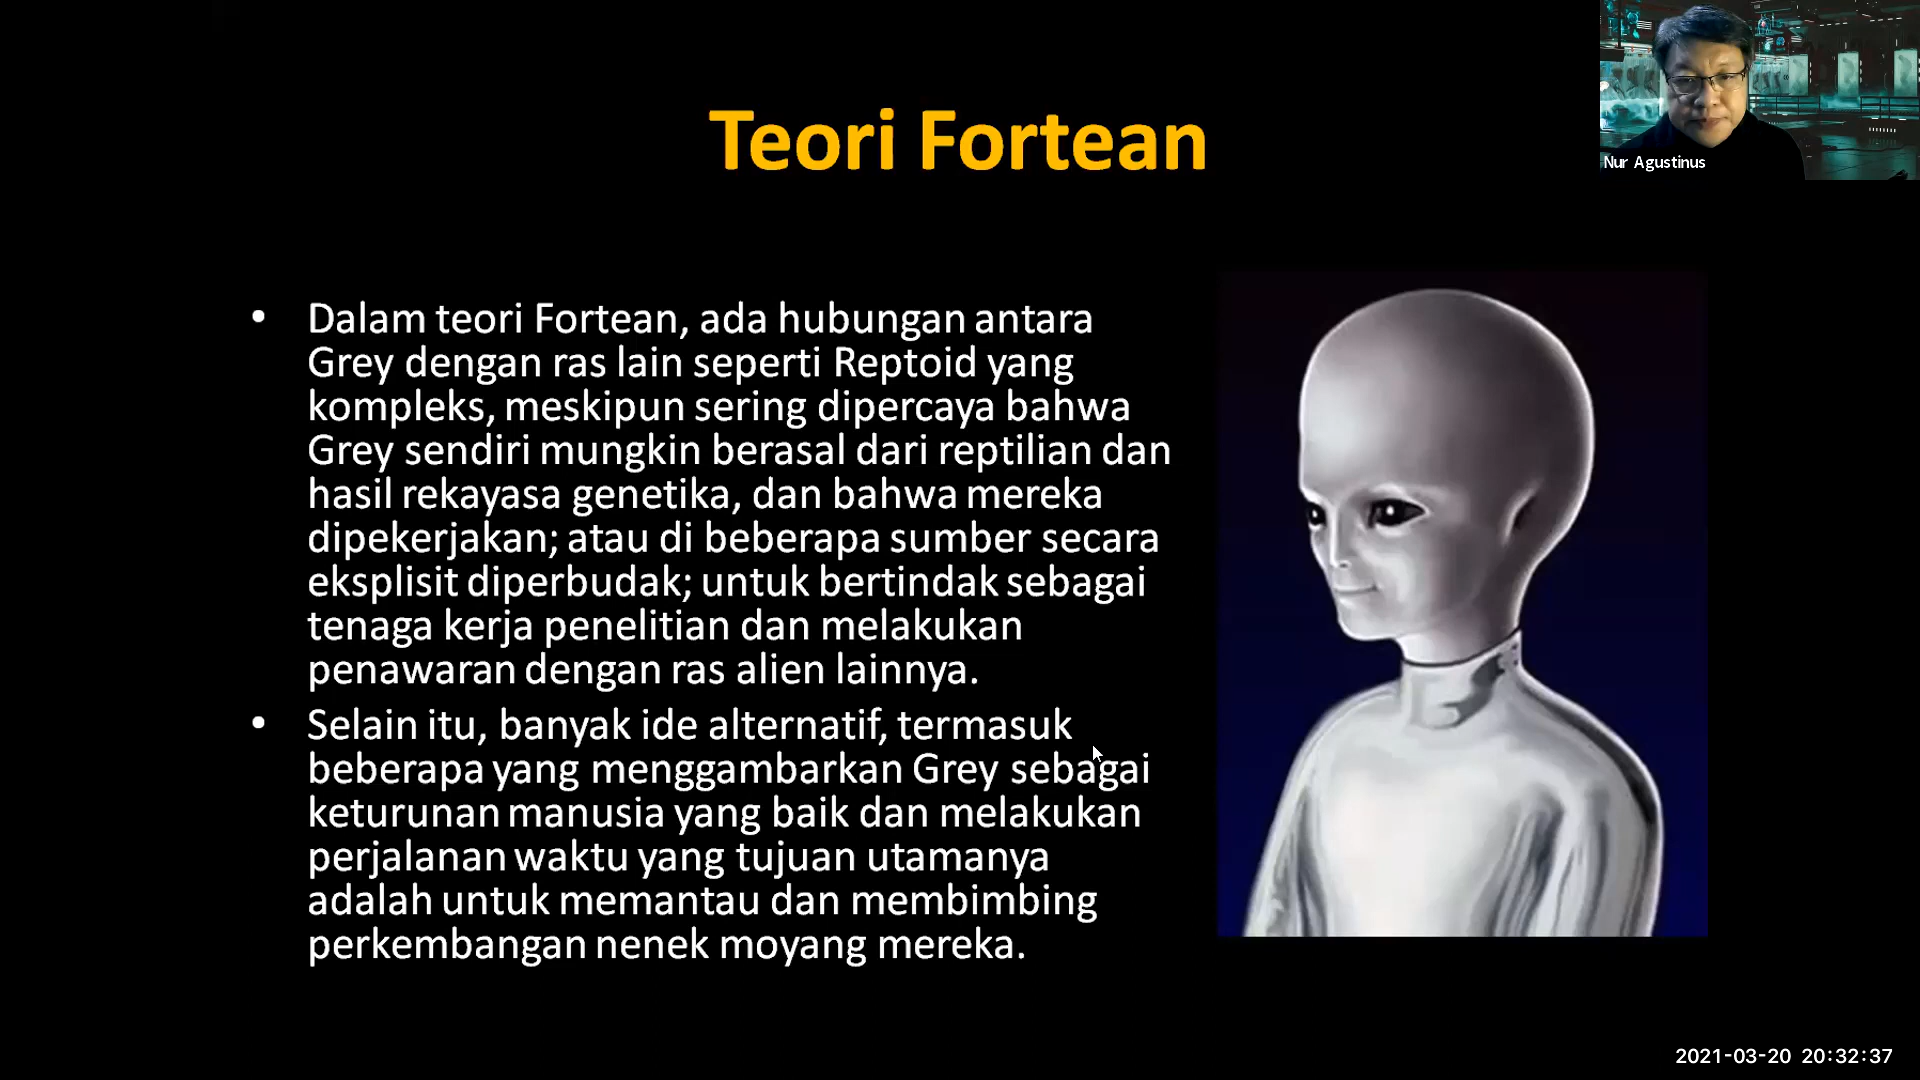 Teori Fortean
Nur Agustinus
• Dalam teori Fortean, ada hubungan antara
Grey dengan ras lain seperti Reptoid yang
kompleks, meskipun sering dipercaya bahwa
Grey sendiri mungkin berasal dari reptilian dan
hasil rekayasa genetika, dan bahwa mereka
dipekerjakan; atau di beberapa sumber secara
eksplisit diperbudak; untuk bertindak sebagai
tenaga kerja penelitian dan melakukan
penawaran dengan ras alien lainnya.
• Selain itu, banyak ide alternatif, termasuk
beberapa yang menggambarkan Grey sebagai
keturunan manusia yang baik dan melakukan
perjalanan waktu yang tujuan utamanya
adalah untuk memantau dan membimbing
perkembangan nenek moyang mereka.
2021-03-20 20:32:37